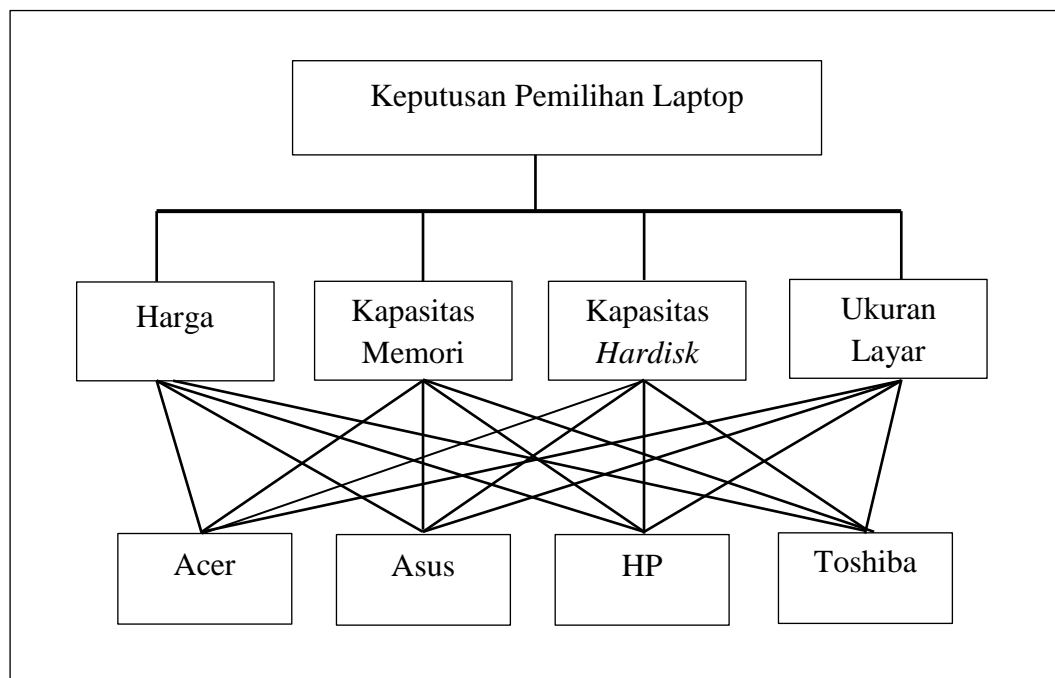 Keputusan Pemilihan Laptop
Harga
Kapasitas
Memori
Kapasitas
Hardisk
Ukuran
Layar
Acer
Asus
HP
Toshiba